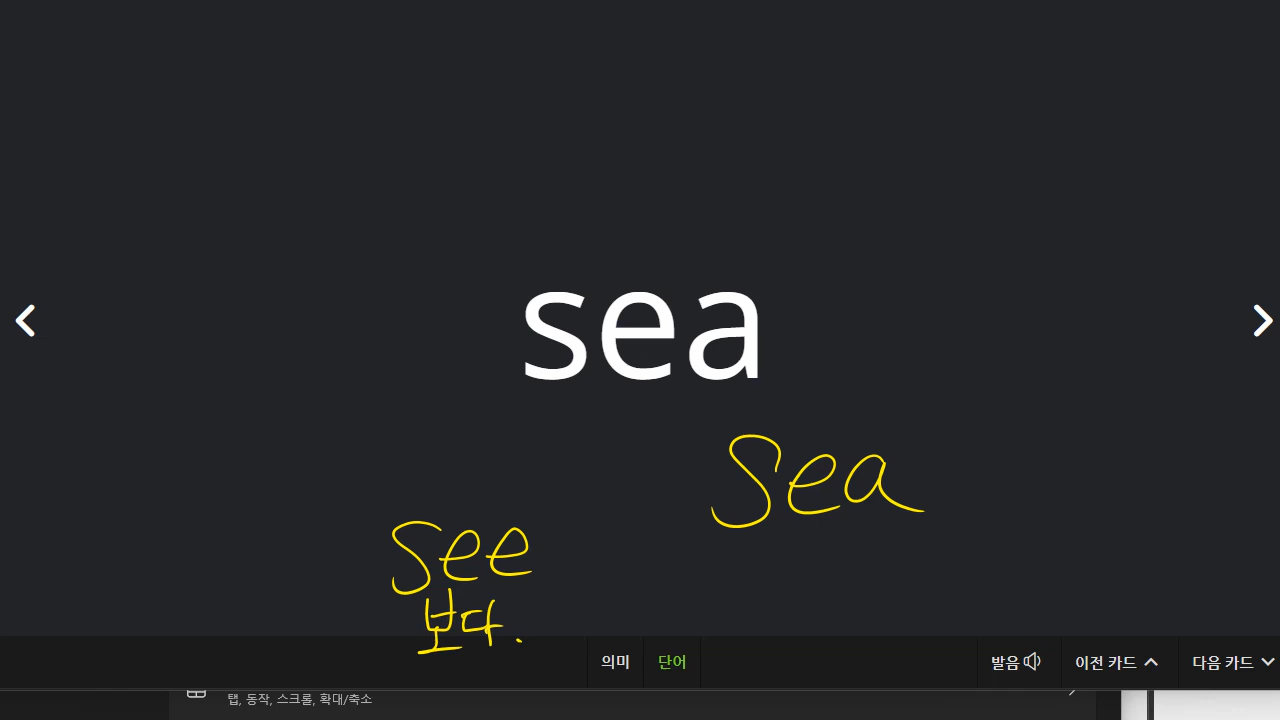 sea
sea
see
보다.
의미 단어 발음 이전 카드 다음 카드
탭, 동작, 스크롤, 확대/축소